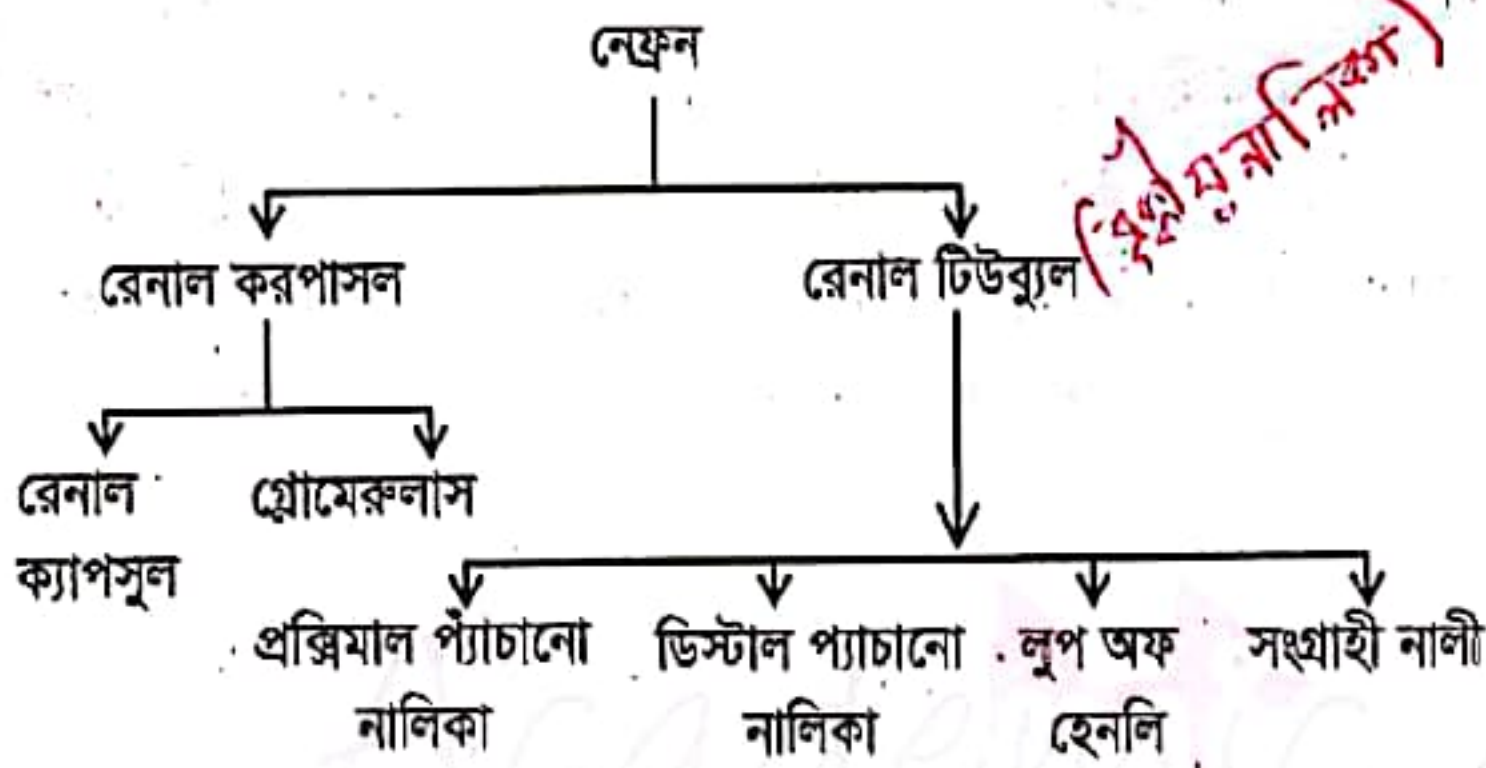 নেফ্রন
রেনাল করপাসল
রেনাল টিউব্যুল (বৃক্কীয় নালিকা)
রেনাল
ক্যাপসুল
গ্লোমেরুলাস
প্রক্সিমাল প্যাঁচানো
নালিকা
ডিস্টাল প্যাচানো
নালিকা
লুপ অফ
হেনলি
সংগ্রাহী নালী